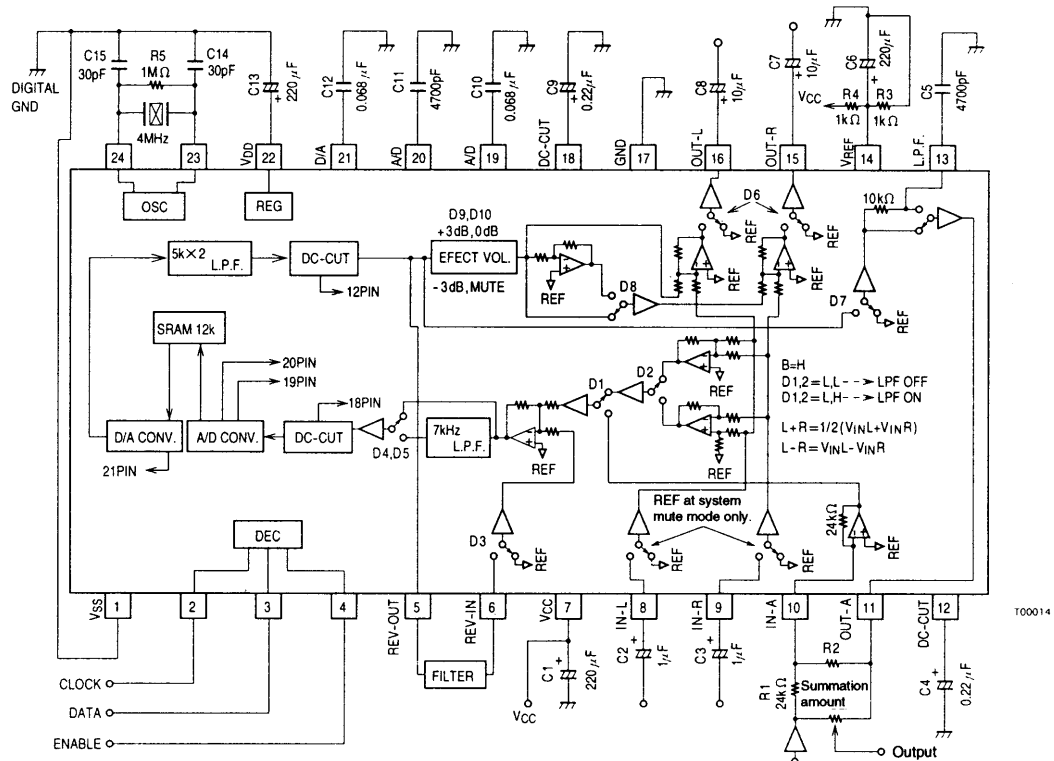 DIGITAL
GND
C15
30pF
R5
1MΩ
C14
30pF
4MHz
C13
220μF
C12
0.068μF
C11
4700pF
C10
0.068μF
C9
0.22μF
C8
10μF
C7
10μF
C6
220μF
VCC
R4
1kΩ
R3
1kΩ
C5
4700pF
VDD
D/A
A/D
A/D
DC-CUT
GND
OUT-L
OUT-R
VREF
L.P.F.
24
23
22
21
20
19
18
17
16
15
14
13
OSC
REG
D9,D10
+3dB,0dB
EFECT VOL.
-3dB,MUTE
5k×2
L.P.F.
DC-CUT
12PIN
REF
D8
D6
REF
REF
REF
REF
10kΩ
D7
REF
SRAM 12k
20PIN
19PIN
18PIN
D/A CONV.
A/D CONV.
DC-CUT
21PIN
D4,D5
7kHz
L.P.F.
REF
D1
D2
REF
REF
B=H
D1,2=L,L--→LPF OFF
D1,2=L,H--→LPF ON
L+R=1/2(VINL+VINR)
L-R=VINL-VINR
REF at system
mute mode only.
24kΩ
REF
DEC
D3
REF
REF
REF
1
2
3
4
5
6
7
8
9
10
11
12
VSS
REV-OUT
REV-IN
VCC
IN-L
IN-R
IN-A
OUT-A
DC-CUT
T00014
FILTER
C1
220μF
VCC
C2
1μF
C3
1μF
R1
24kΩ
R2
Summation
amount
Output
C4
0.22μF
CLOCK
DATA
ENABLE